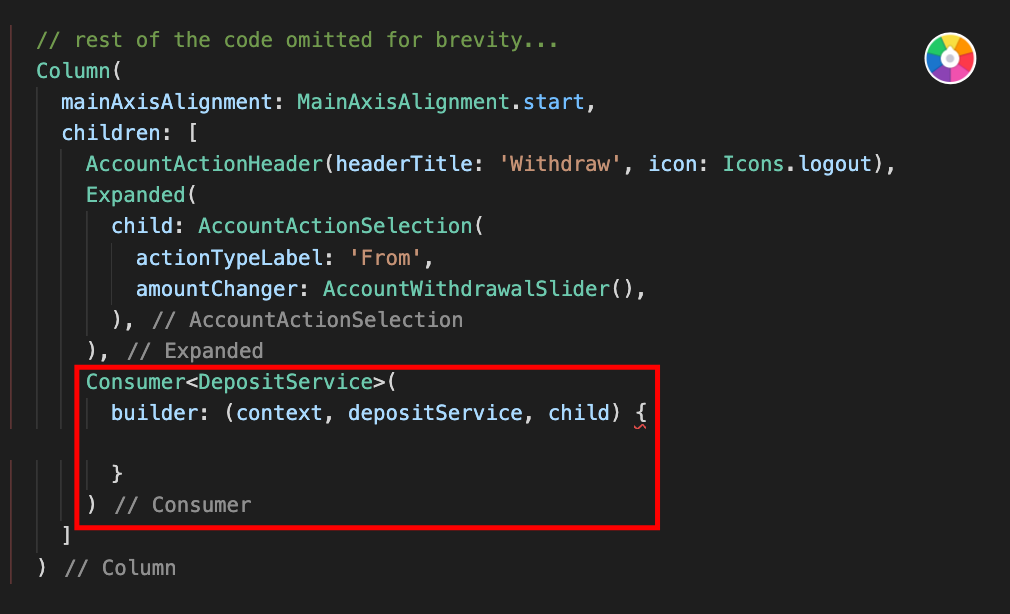 // rest of the code omitted for brevity...
Column(
mainAxisAlignment: MainAxisAlignment.start,
children: [
AccountActionHeader(headerTitle: 'Withdraw', icon: Icons.logout),
Expanded(
child: AccountActionSelection(
actionTypeLabel: 'From',
amountChanger: AccountWithdrawalSlider(),
), // AccountActionSelection
), // Expanded
Consumer<DepositService>(
builder: (context, depositService, child) {
}
) // Consumer
]
) // Column